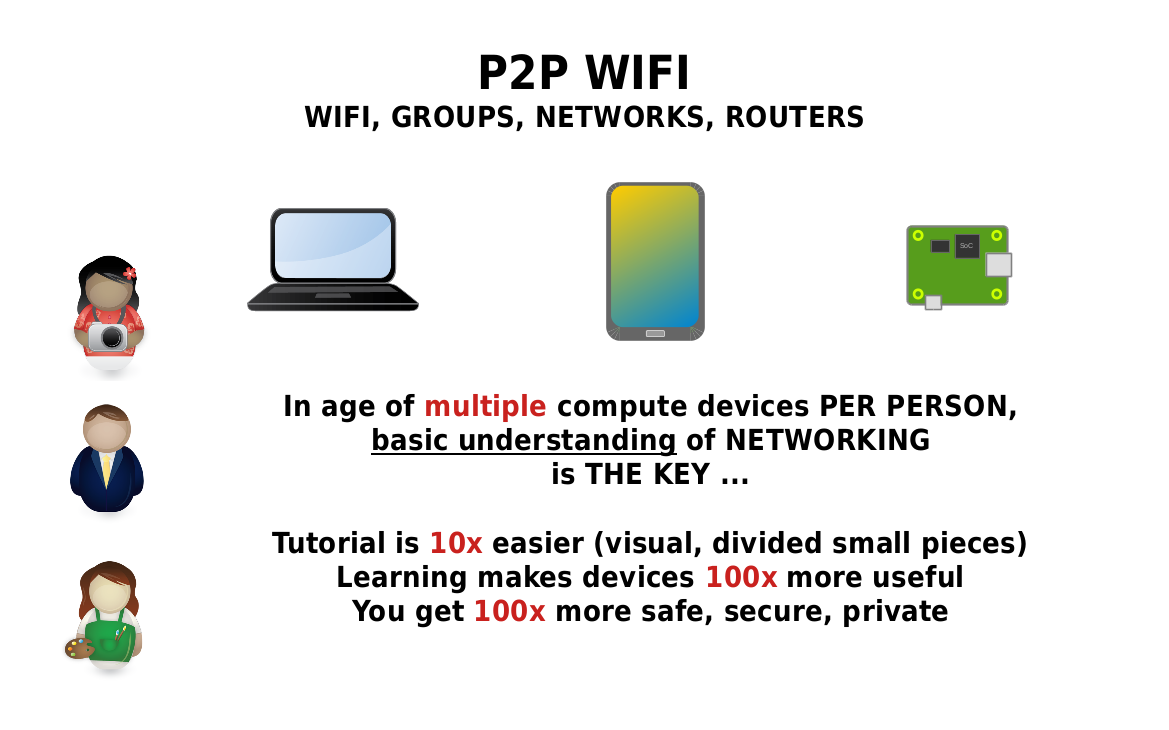 P2P WIFI
WIFI, GROUPS, NETWORKS, ROUTERS
SoC
In age of multiple compute devices PER PERSON,
basic understanding of NETWORKING
is THE KEY ...
Tutorial is 10x easier (visual, divided small pieces)
Learning makes devices 100x more useful
You get 100x more safe, secure, private